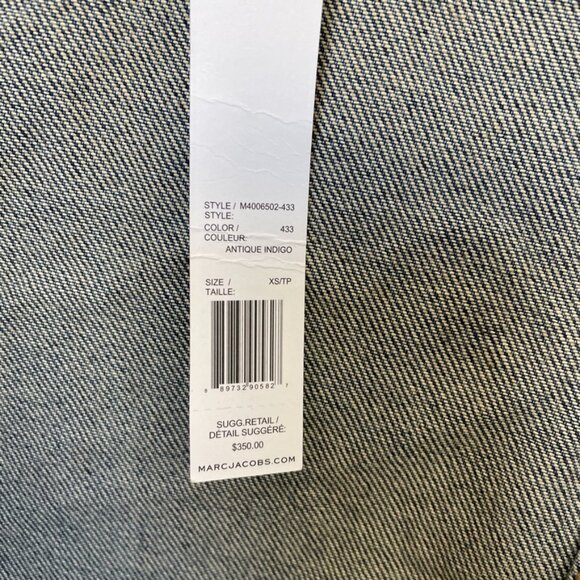 STYLE / M4006502-433
STYLE:
COLOR / 433
COULEUR:
ANTIQUE INDIGO
SIZE / XS/TP
TAILLE:
8 89732 90582 7
SUGG.RETAIL /
DÉTAIL SUGGÉRÉ:
$350.00
MARCJACOBS.COM